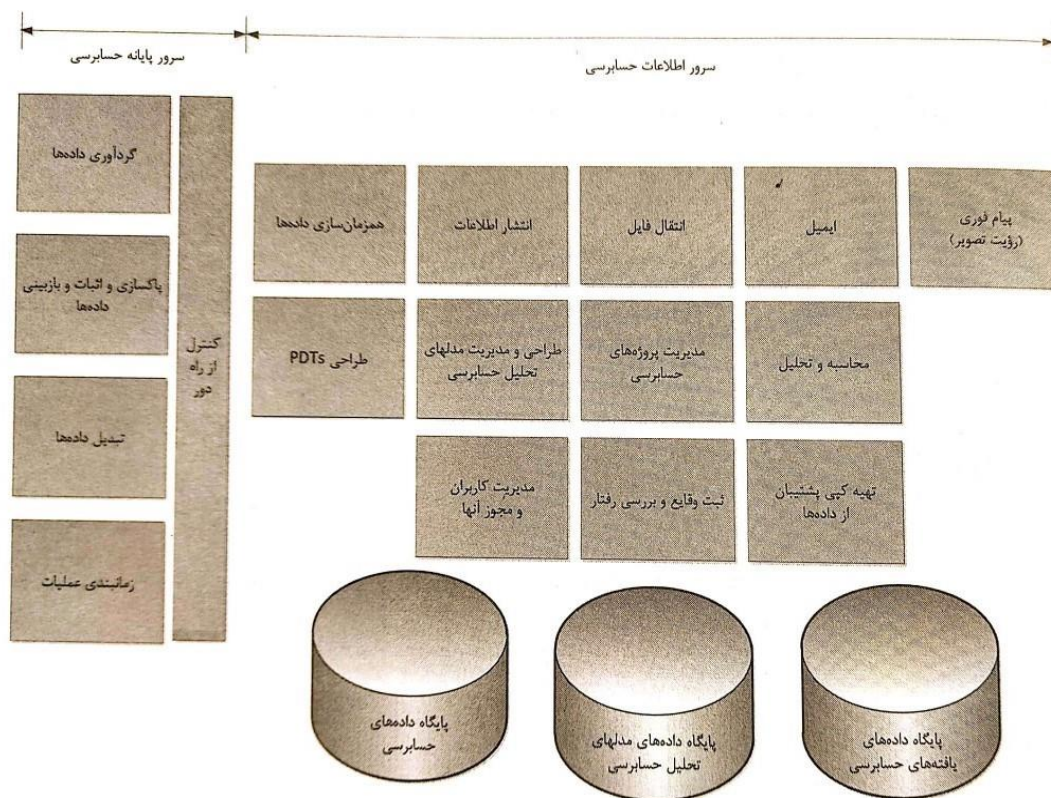 سرور پایانه حسابرسی
سرور اطلاعات حسابرسی
گردآوری داده‌ها
پاکسازی و اثبات و بازبینی
داده‌ها
تبدیل داده‌ها
زمانبندی عملیات
کنترل
از راه
دور
همزمان‌سازی داده‌ها
انتشار اطلاعات
انتقال فایل
ایمیل
پیام فوری
(رؤیت تصویر)
طراحی PDTs
طراحی و مدیریت مدلهای
تحلیل حسابرسی
مدیریت پروژه‌های
حسابرسی
محاسبه و تحلیل
مدیریت کاربران
و مجوز آنها
ثبت وقایع و بررسی رفتار
تهیه کپی پشتیبان
از داده‌ها
پایگاه داده‌های
حسابرسی
پایگاه داده‌های مدلهای
تحلیل حسابرسی
پایگاه داده‌های
یافته‌های حسابرسی